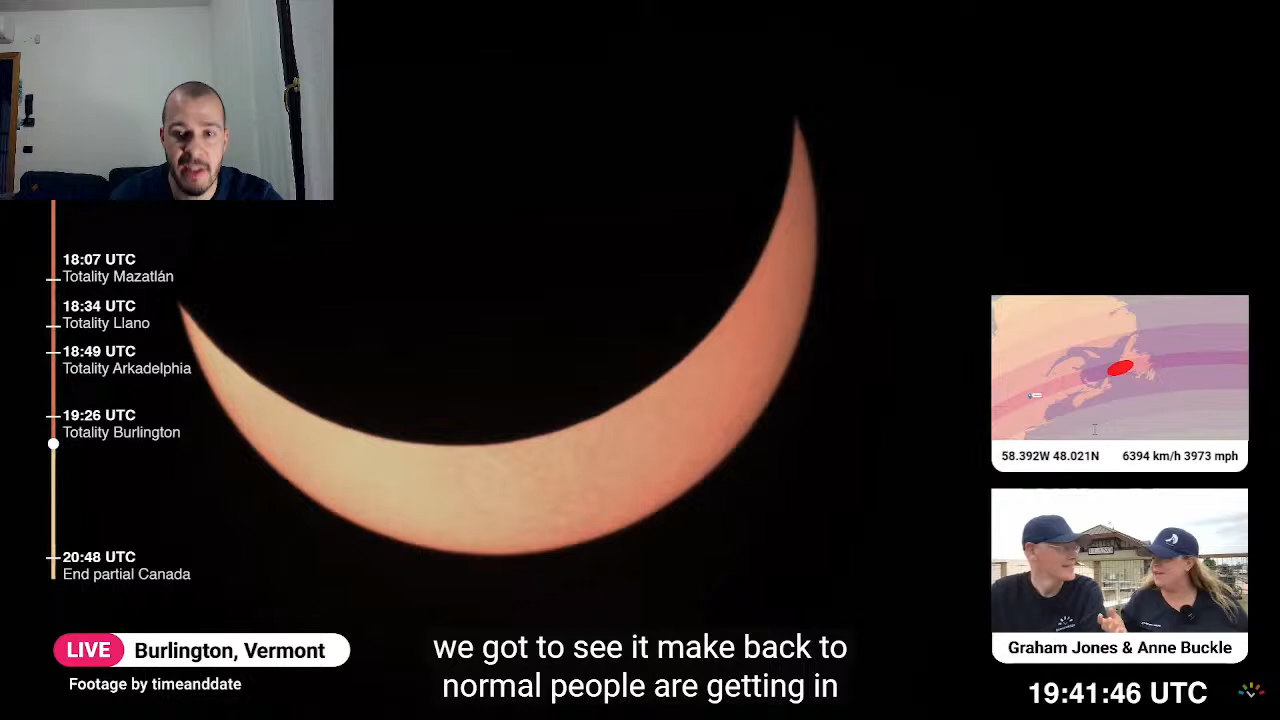 18:07 UTC
Totality Mazatlán
18:34 UTC
Totality Llano
18:49 UTC
Totality Arkadelphia
19:26 UTC
Totality Burlington
20:48 UTC
End partial Canada
LIVE Burlington, Vermont
Footage by timeanddate
we got to see it make back to
normal people are getting in
58.392W 48.021N 6394 km/h 3973 mph
LLANO
Graham Jones & Anne Buckle
19:41:46 UTC